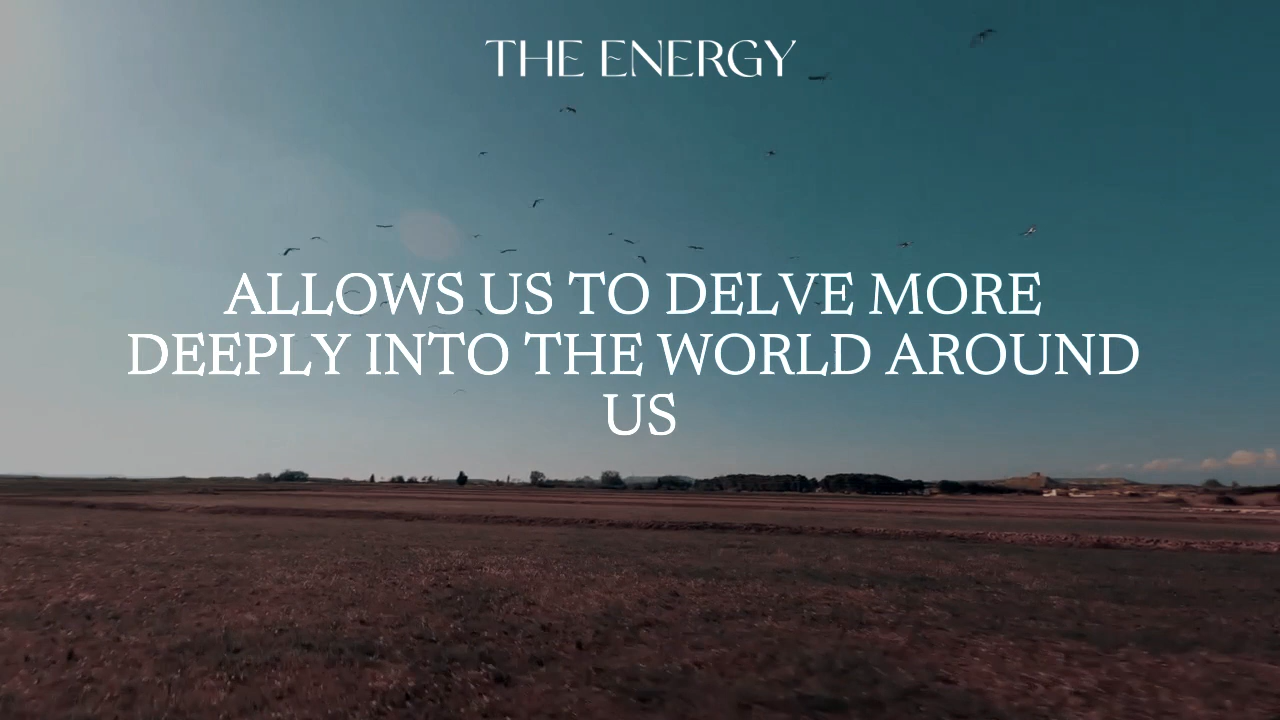 THE ENERGY
ALLOWS US TO DELVE MORE
DEEPLY INTO THE WORLD AROUND
US